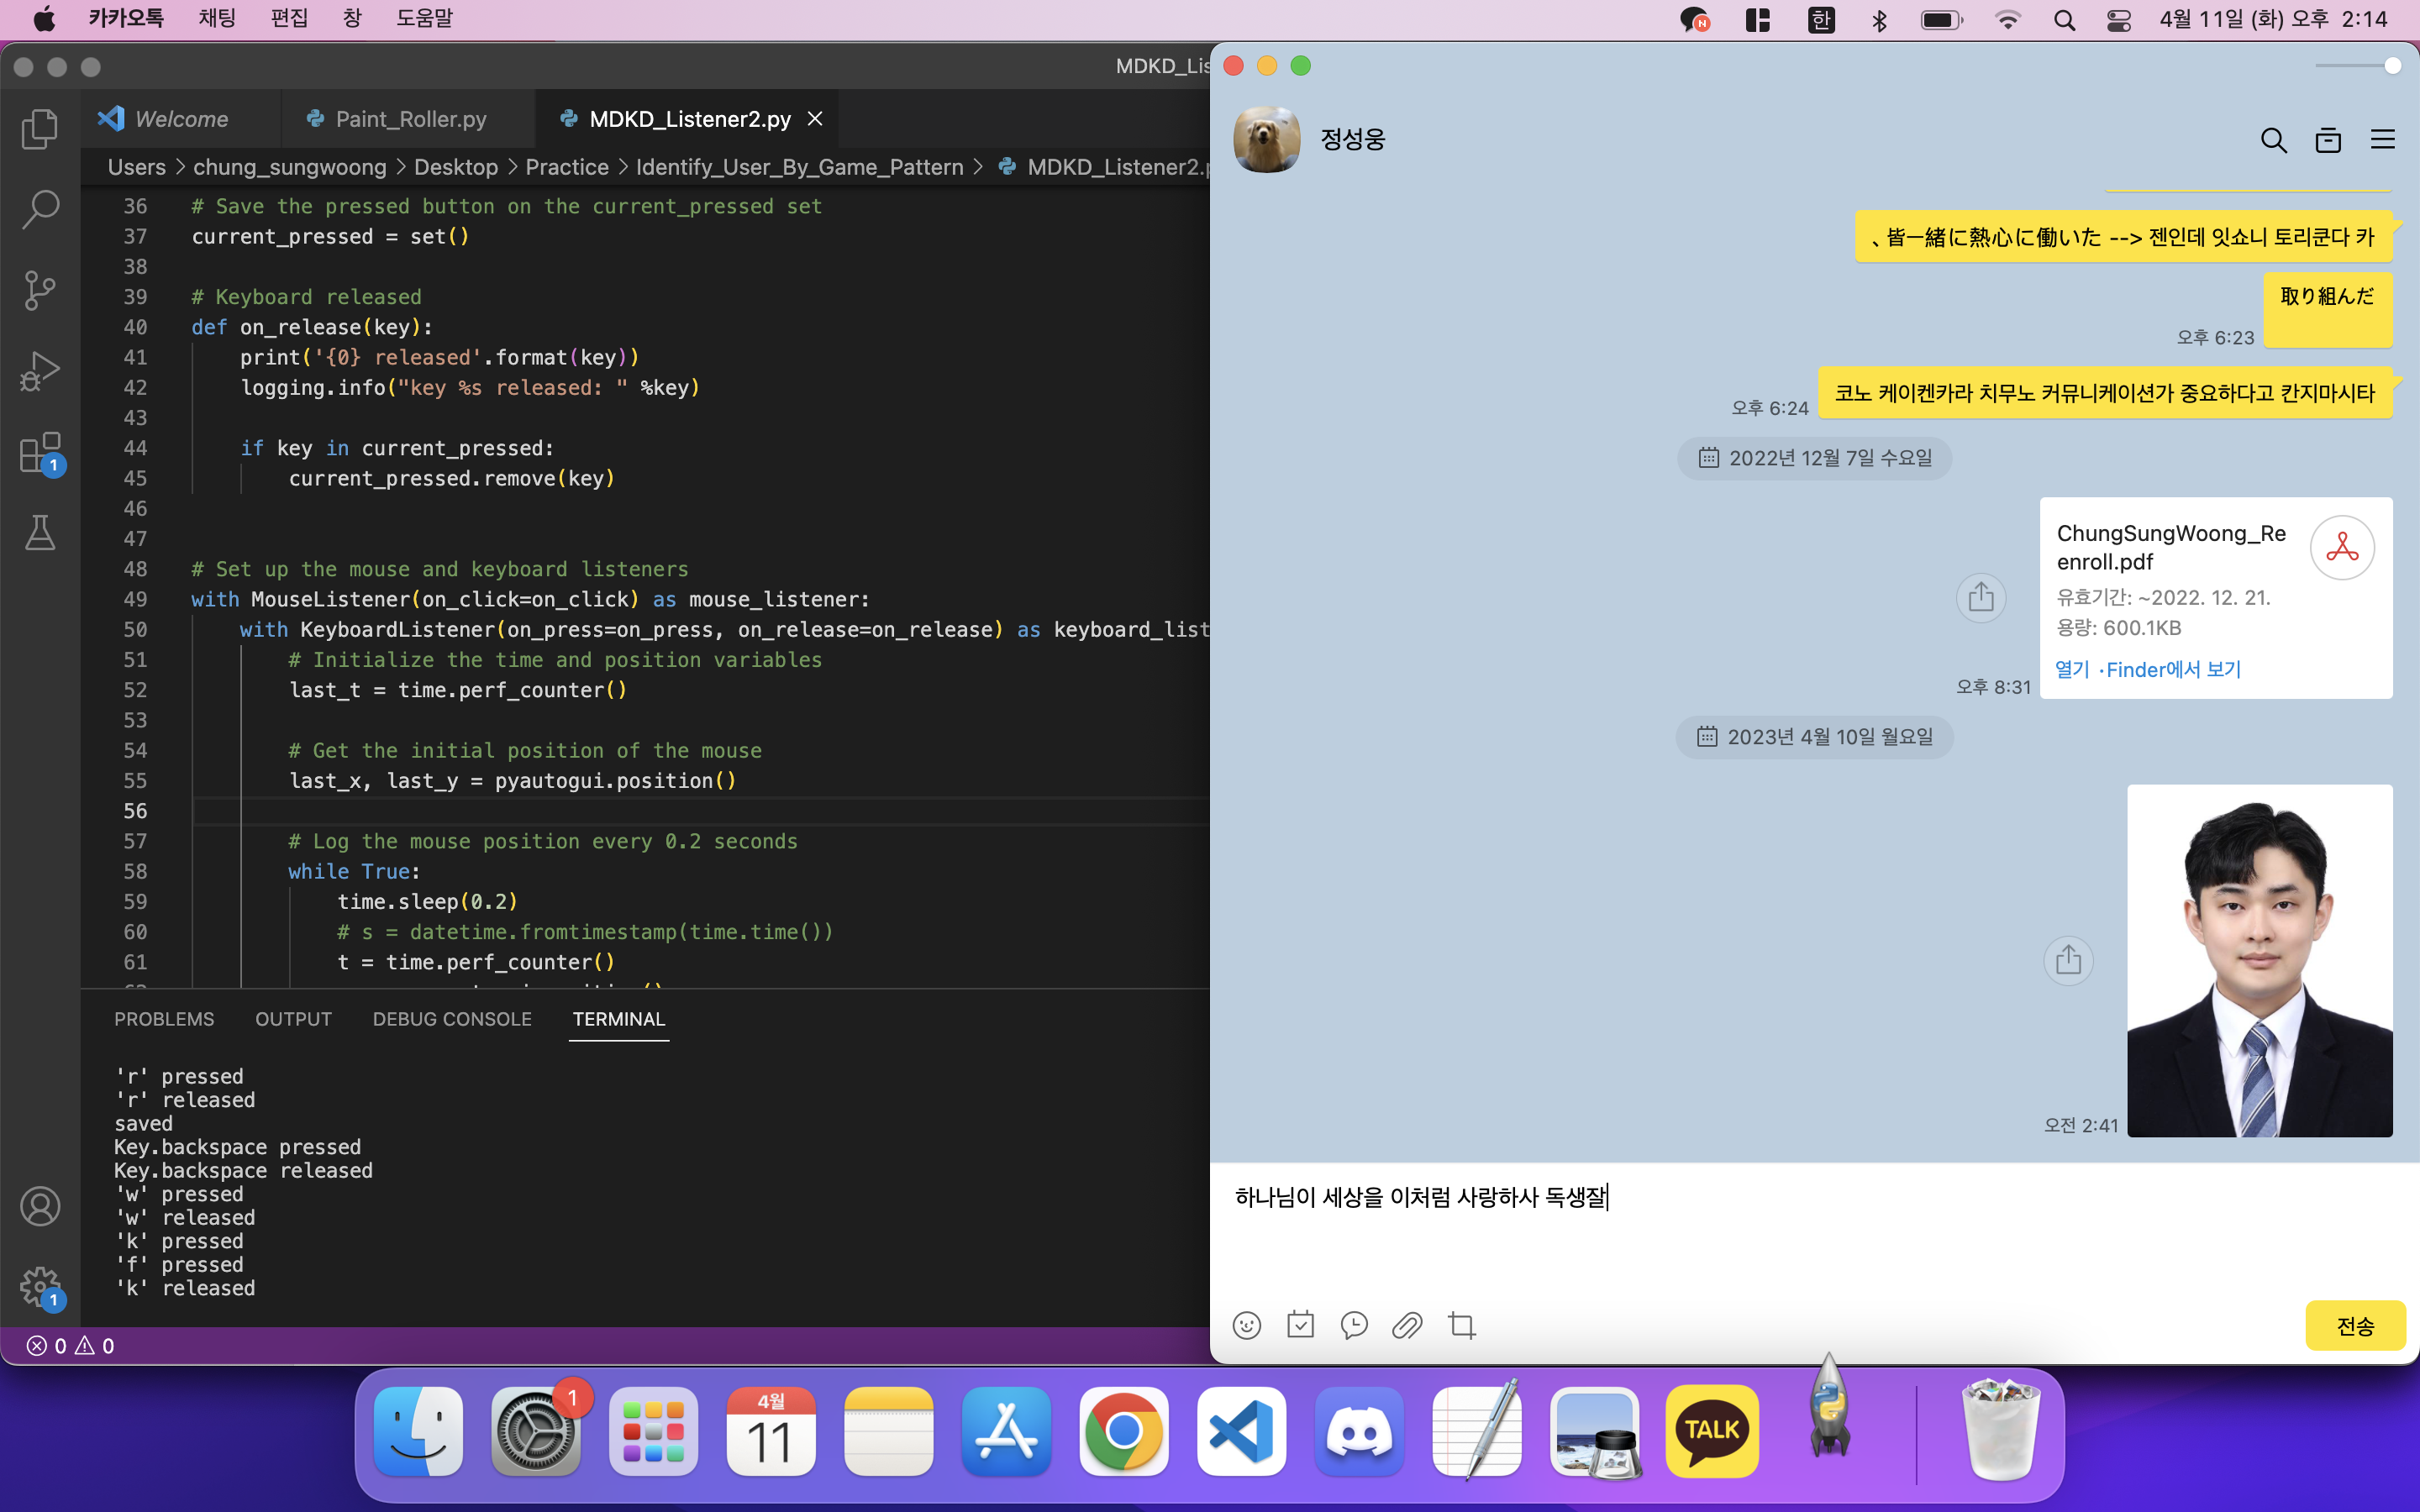 카카오톡 채팅 편집 창 도움말
한
4월 11일 (화) 오후 2:14
MDKD_Lis
Welcome
Paint_Roller.py
MDKD_Listener2.py
Users > chung_sungwoong > Desktop > Practice > Identify_User_By_Game_Pattern > MDKD_Listener2.p
36 # Save the pressed button on the current_pressed set
37 current_pressed = set()
38
39 # Keyboard released
40 def on_release(key):
41 print('{0} released'.format(key))
42 logging.info("key %s released: " %key)
43
44 if key in current_pressed:
45 current_pressed.remove(key)
46
47
48 # Set up the mouse and keyboard listeners
49 with MouseListener(on_click=on_click) as mouse_listener:
50 with KeyboardListener(on_press=on_press, on_release=on_release) as keyboard_list
51 # Initialize the time and position variables
52 last_t = time.perf_counter()
53
54 # Get the initial position of the mouse
55 last_x, last_y = pyautogui.position()
56
57 # Log the mouse position every 0.2 seconds
58 while True:
59 time.sleep(0.2)
60 # s = datetime.fromtimestamp(time.time())
61 t = time.perf_counter()
PROBLEMS OUTPUT DEBUG CONSOLE TERMINAL
'r' pressed
'r' released
saved
Key.backspace pressed
Key.backspace released
'w' pressed
'w' released
'k' pressed
'f' pressed
'k' released
1
1
0 0
정성웅
、皆一緒に熱心に働いた --> 젠인데 잇쇼니 토리쿤다 카
取り組んだ
오후 6:23
코노 케이켄카라 치무노 커뮤니케이션가 중요하다고 칸지마시타
오후 6:24
2022년 12월 7일 수요일
ChungSungWoong_Re
enroll.pdf
유효기간: ~2022. 12. 21.
용량: 600.1KB
열기 · Finder에서 보기
오후 8:31
2023년 4월 10일 월요일
오전 2:41
하나님이 세상을 이처럼 사랑하사 독생잘
전송
1
4월
11
TALK